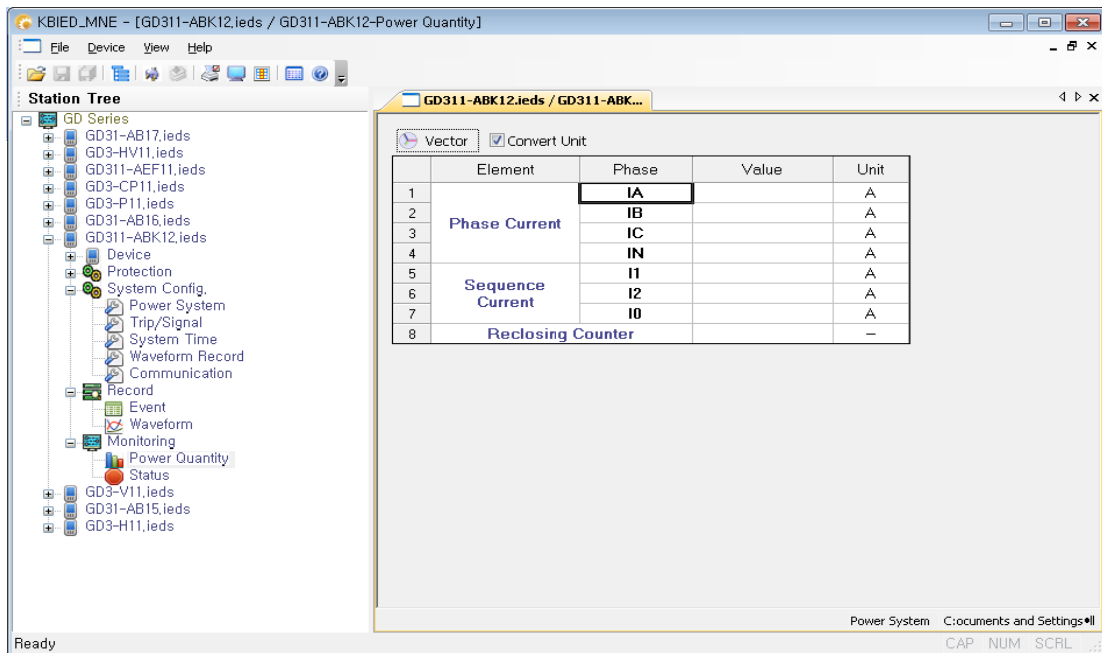 KBIED_MNE - [GD311-ABK12.ieds / GD311-ABK12-Power Quantity]
File Device View Help
Station Tree
GD Series
GD31-AB17.ieds
GD3-HV11.ieds
GD311-AEF11.ieds
GD3-CP11.ieds
GD3-P11.ieds
GD31-AB16.ieds
GD311-ABK12.ieds
Device
Protection
System Config.
Power System
Trip/Signal
System Time
Waveform Record
Communication
Record
Event
Waveform
Monitoring
Power Quantity
Status
GD3-V11.ieds
GD31-AB15.ieds
GD3-H11.ieds
GD311-ABK12.ieds / GD311-ABK...
Vector Convert Unit
Element Phase Value Unit
1 Phase Current IA A
2 IB A
3 IC A
4 IN A
5 Sequence Current I1 A
6 I2 A
7 I0 A
8 Reclosing Counter –
Power System C:ocuments and Settings
Ready CAP NUM SCRL